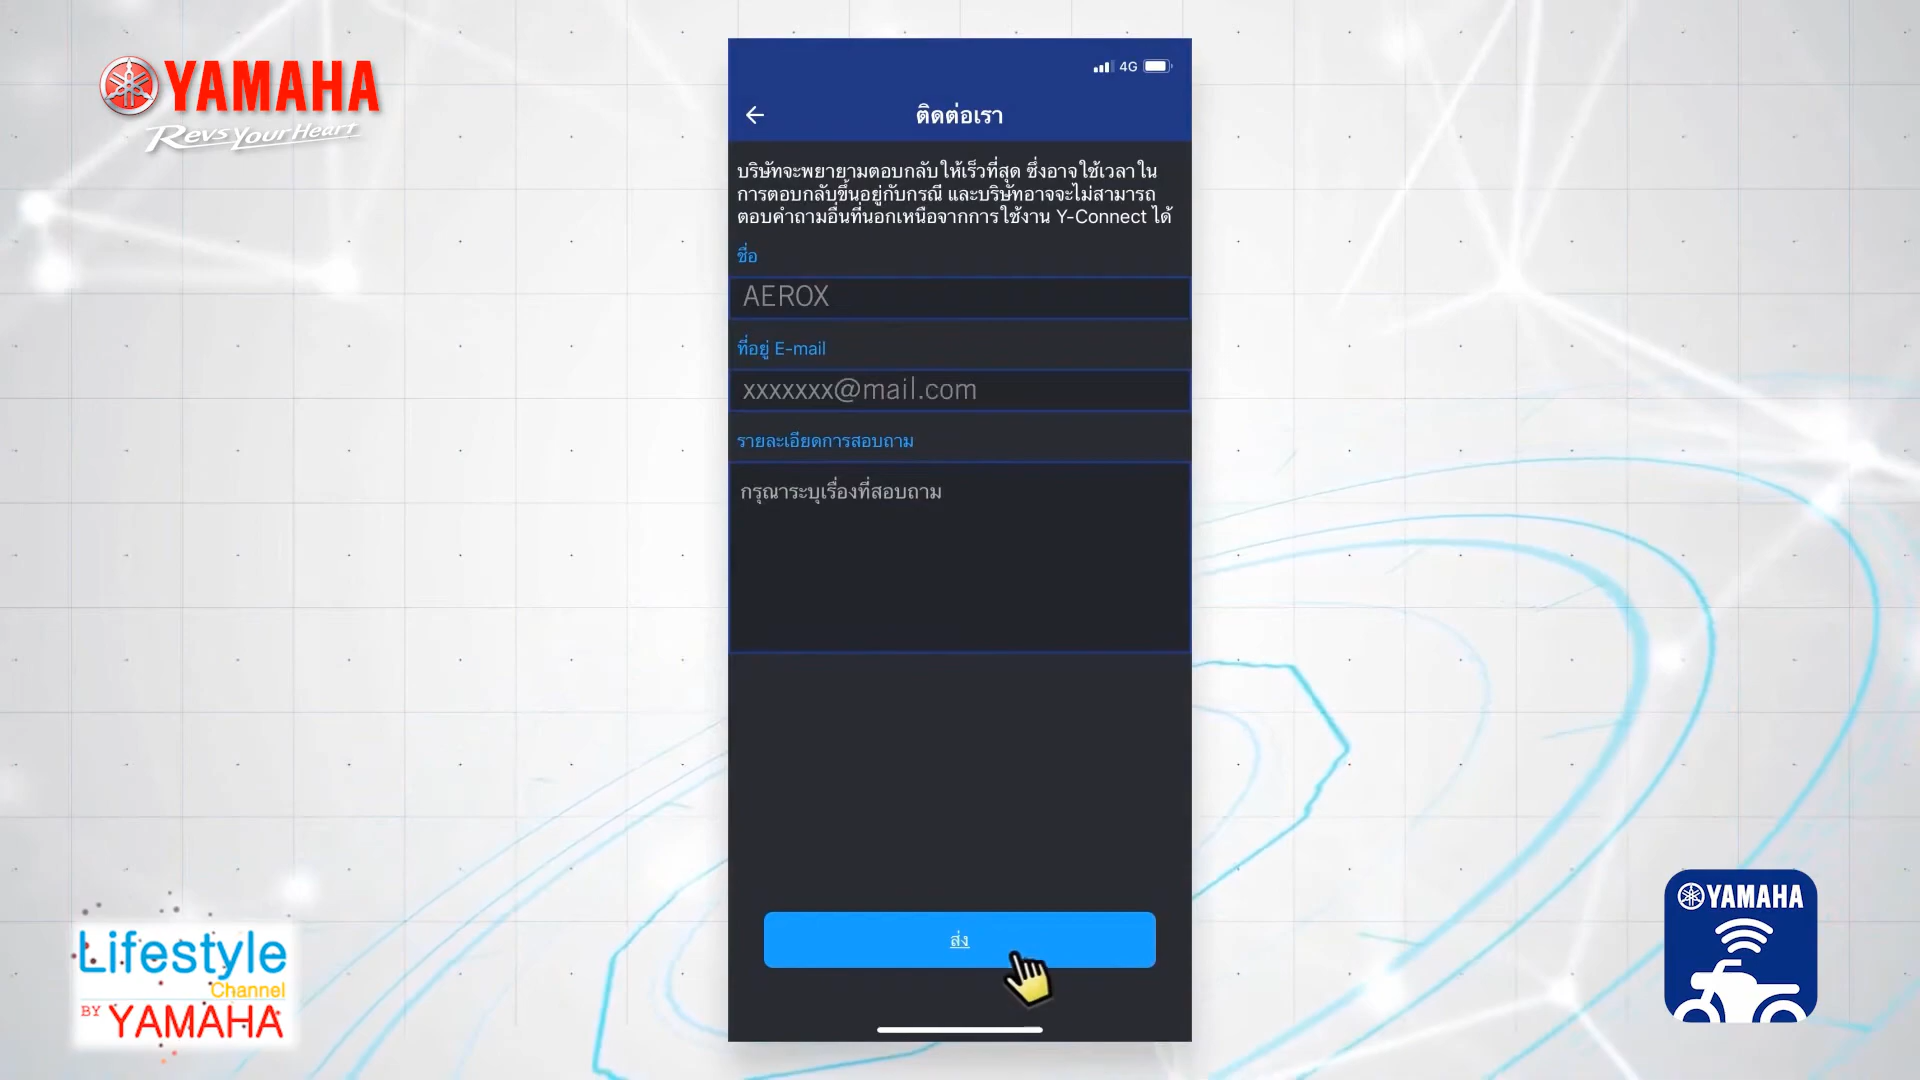 YAMAHA
Revs Your Heart
4G
ติดต่อเรา
บริษัทจะพยายามตอบกลับให้เร็วที่สุด ซึ่งอาจใช้เวลาใน
การตอบกลับขึ้นอยู่กับกรณี และบริษัทอาจจะไม่สามารถ
ตอบคำถามอื่นที่นอกเหนือจากการใช้งาน Y-Connect ได้
ชื่อ
AEROX
ที่อยู่ E-mail
xxxxxxx@mail.com
รายละเอียดการสอบถาม
กรุณาระบุเรื่องที่สอบถาม
ส่ง
Lifestyle
Channel
BY YAMAHA
YAMAHA